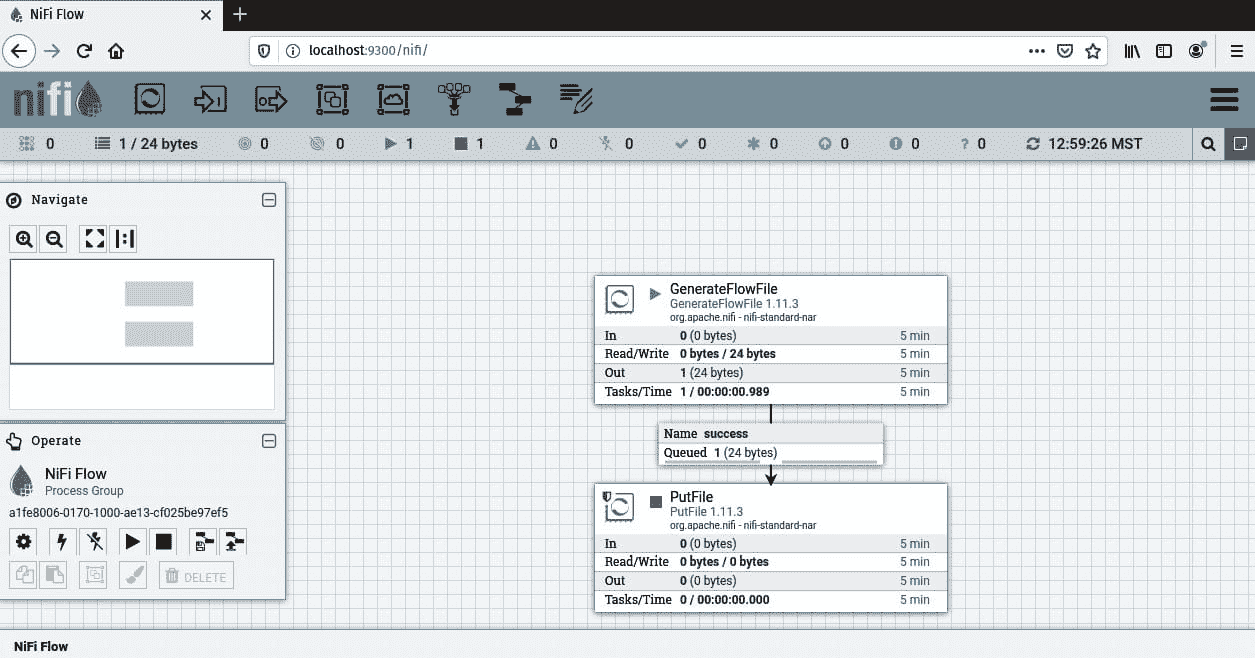 NiFi Flow
localhost:9300/nifi/
nifi
0 1 / 24 bytes 0 0 1 1 0 0 0 0 0 0 ? 0 12:59:26 MST
Navigate
GenerateFlowFile
GenerateFlowFile 1.11.3
org.apache.nifi - nifi-standard-nar
In 0 (0 bytes) 5 min
Read/Write 0 bytes / 24 bytes 5 min
Out 1 (24 bytes) 5 min
Tasks/Time 1 / 00:00:00.989 5 min
Name success
Queued 1 (24 bytes)
PutFile
PutFile 1.11.3
org.apache.nifi - nifi-standard-nar
In 0 (0 bytes) 5 min
Read/Write 0 bytes / 0 bytes 5 min
Out 0 (0 bytes) 5 min
Tasks/Time 0 / 00:00:00.000 5 min
Operate
NiFi Flow
Process Group
a1fe8006-0170-1000-ae13-cf025be97ef5
DELETE
NiFi Flow